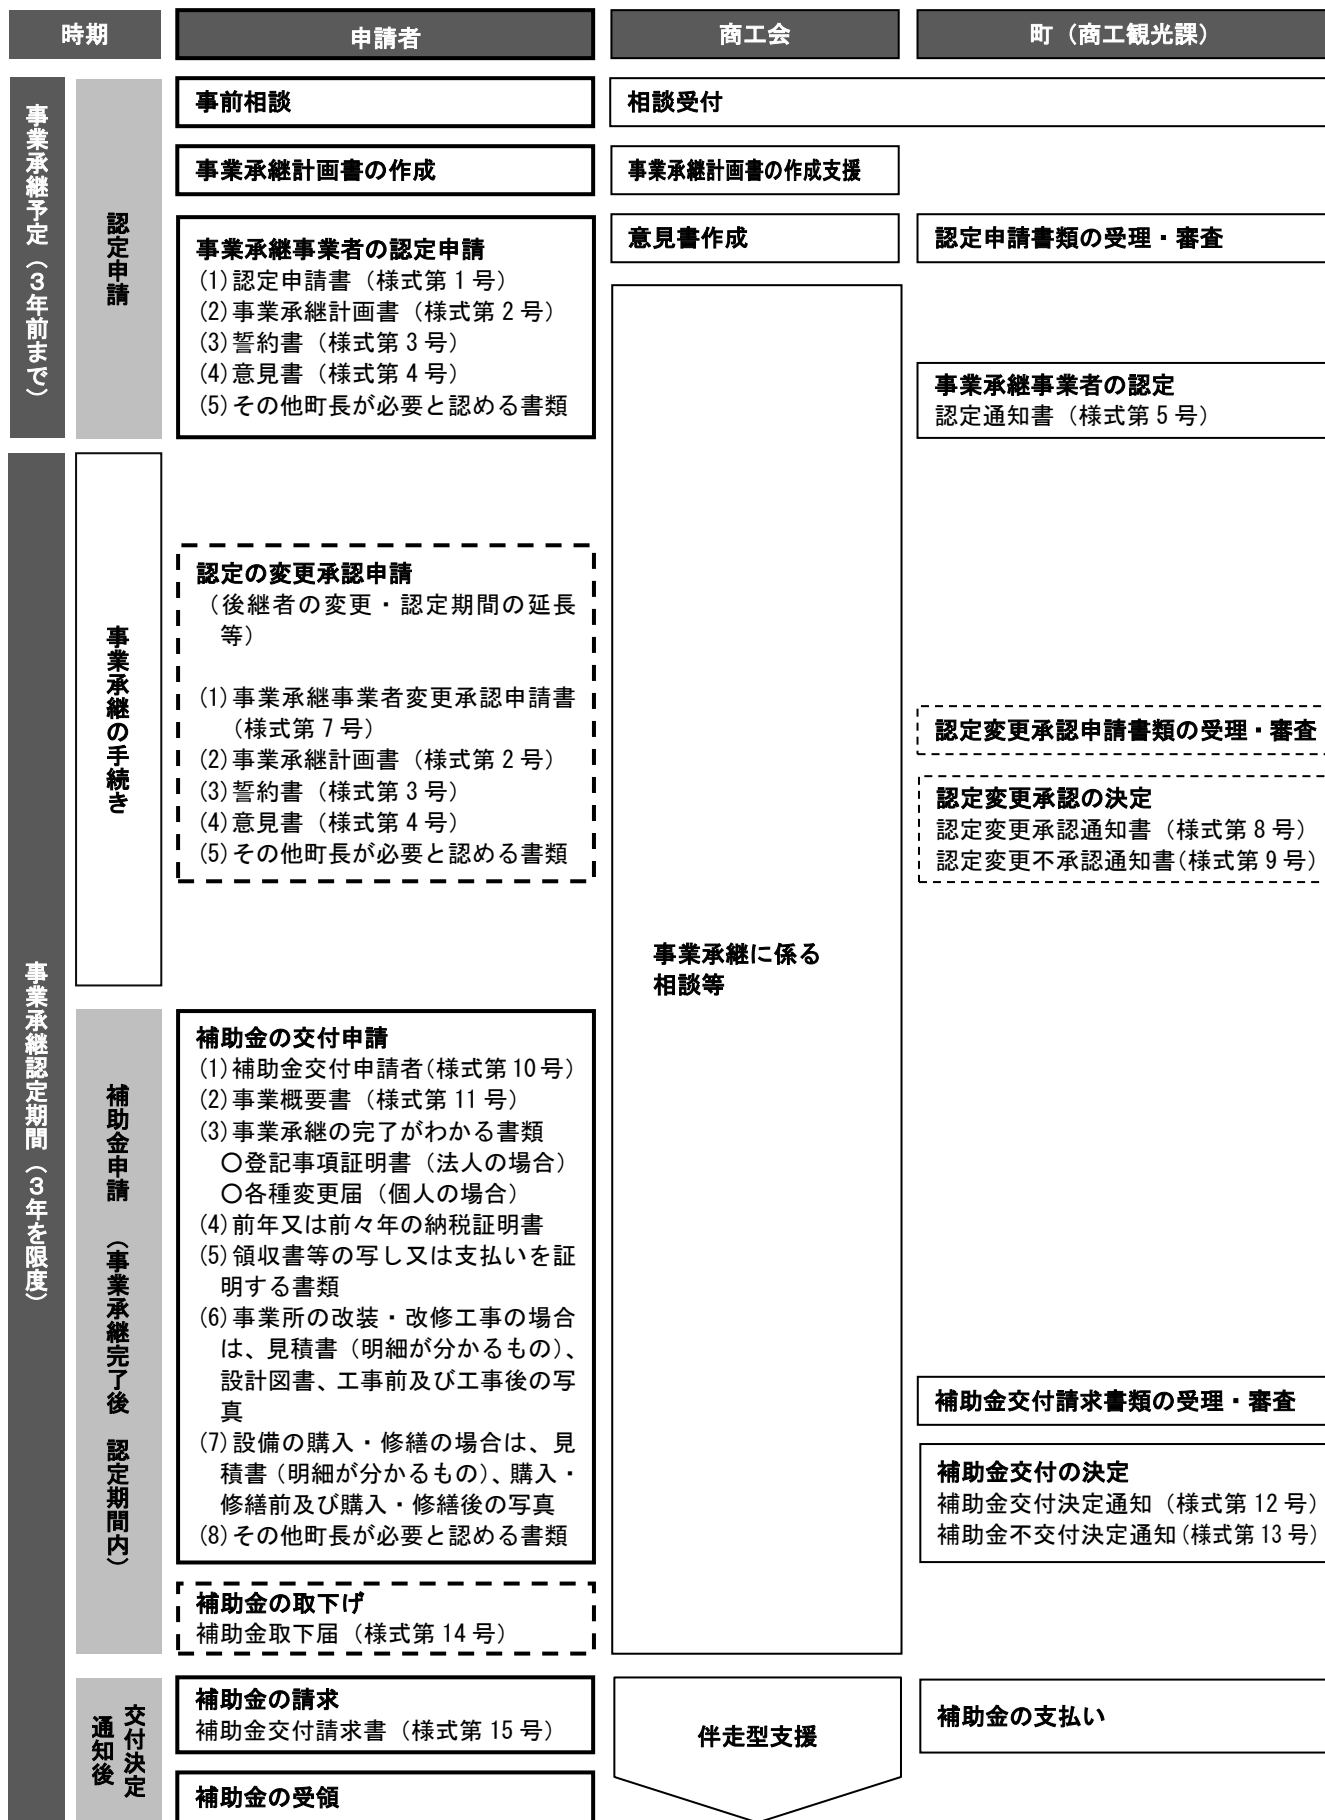 時期
申請者
商工会
町（商工観光課）
事業承継予定（３年前まで）
認定申請
事前相談
相談受付
事業承継計画書の作成
事業承継計画書の作成支援
事業承継事業者の認定申請
(1)認定申請書（様式第１号）
(2)事業承継計画書（様式第２号）
(3)誓約書（様式第３号）
(4)意見書（様式第４号）
(5)その他町長が必要と認める書類
意見書作成
認定申請書類の受理・審査
事業承継事業者の認定
認定通知書（様式第５号）
事業承継認定期間（３年を限度）
事業承継の手続き
認定の変更承認申請
（後継者の変更・認定期間の延長
等）
(1)事業承継事業者変更承認申請書
（様式第７号）
(2)事業承継計画書（様式第２号）
(3)誓約書（様式第３号）
(4)意見書（様式第４号）
(5)その他町長が必要と認める書類
認定変更承認申請書類の受理・審査
認定変更承認の決定
認定変更承認通知書（様式第８号）
認定変更不承認通知書（様式第９号）
事業承継に係る
相談等
補助金申請　（事業承継完了後　認定期間内）
補助金の交付申請
(1)補助金交付申請者（様式第10号）
(2)事業概要書（様式第11号）
(3)事業承継の完了がわかる書類
○登記事項証明書（法人の場合）
○各種変更届（個人の場合）
(4)前年又は前々年の納税証明書
(5)領収書等の写し又は支払いを証
明する書類
(6)事業所の改装・改修工事の場合
は、見積書（明細が分かるもの）、
設計図書、工事前及び工事後の写
真
(7)設備の購入・修繕の場合は、見
積書（明細が分かるもの）、購入・
修繕前及び購入・修繕後の写真
(8)その他町長が必要と認める書類
補助金交付請求書類の受理・審査
補助金交付の決定
補助金交付決定通知（様式第12号）
補助金不交付決定通知（様式第13号）
補助金の取下げ
補助金取下届（様式第14号）
交付決定
通知後
補助金の請求
補助金交付請求書（様式第15号）
伴走型支援
補助金の支払い
補助金の受領